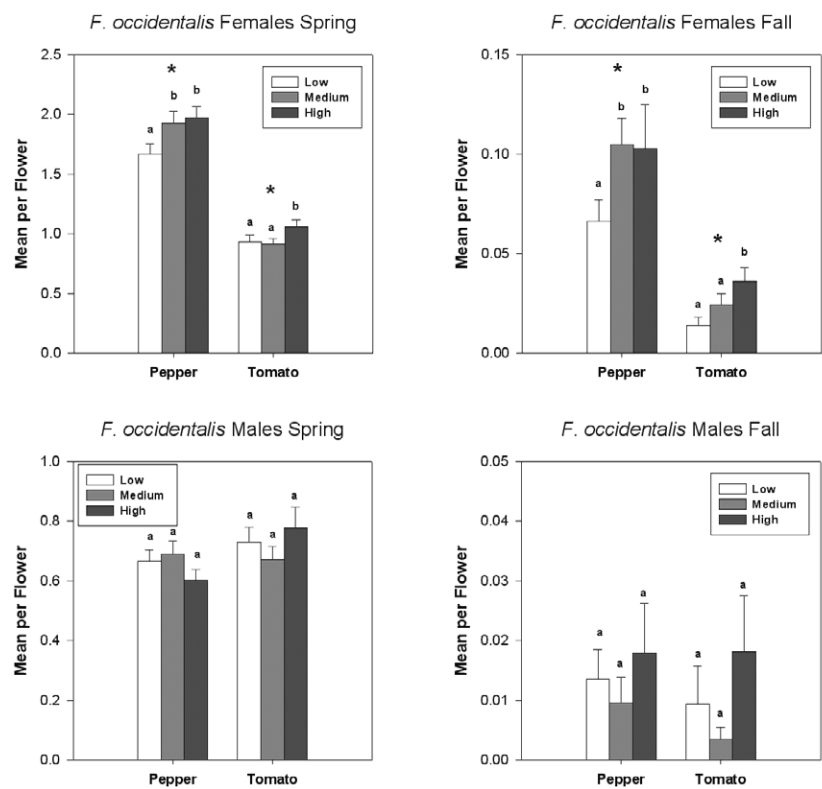 F. occidentalis Females Spring
Mean per Flower
2.5
2.0
1.5
1.0
0.5
0.0
*
a
b
b
*
a
a
b
Low
Medium
High
Pepper
Tomato
F. occidentalis Females Fall
Mean per Flower
0.15
0.10
0.05
0.00
*
a
b
b
*
a
a
b
Low
Medium
High
Pepper
Tomato
F. occidentalis Males Spring
Mean per Flower
1.0
0.8
0.6
0.4
0.2
0.0
Low
Medium
High
a
a
a
a
a
a
Pepper
Tomato
F. occidentalis Males Fall
Mean per Flower
0.05
0.04
0.03
0.02
0.01
0.00
Low
Medium
High
a
a
a
a
a
a
Pepper
Tomato